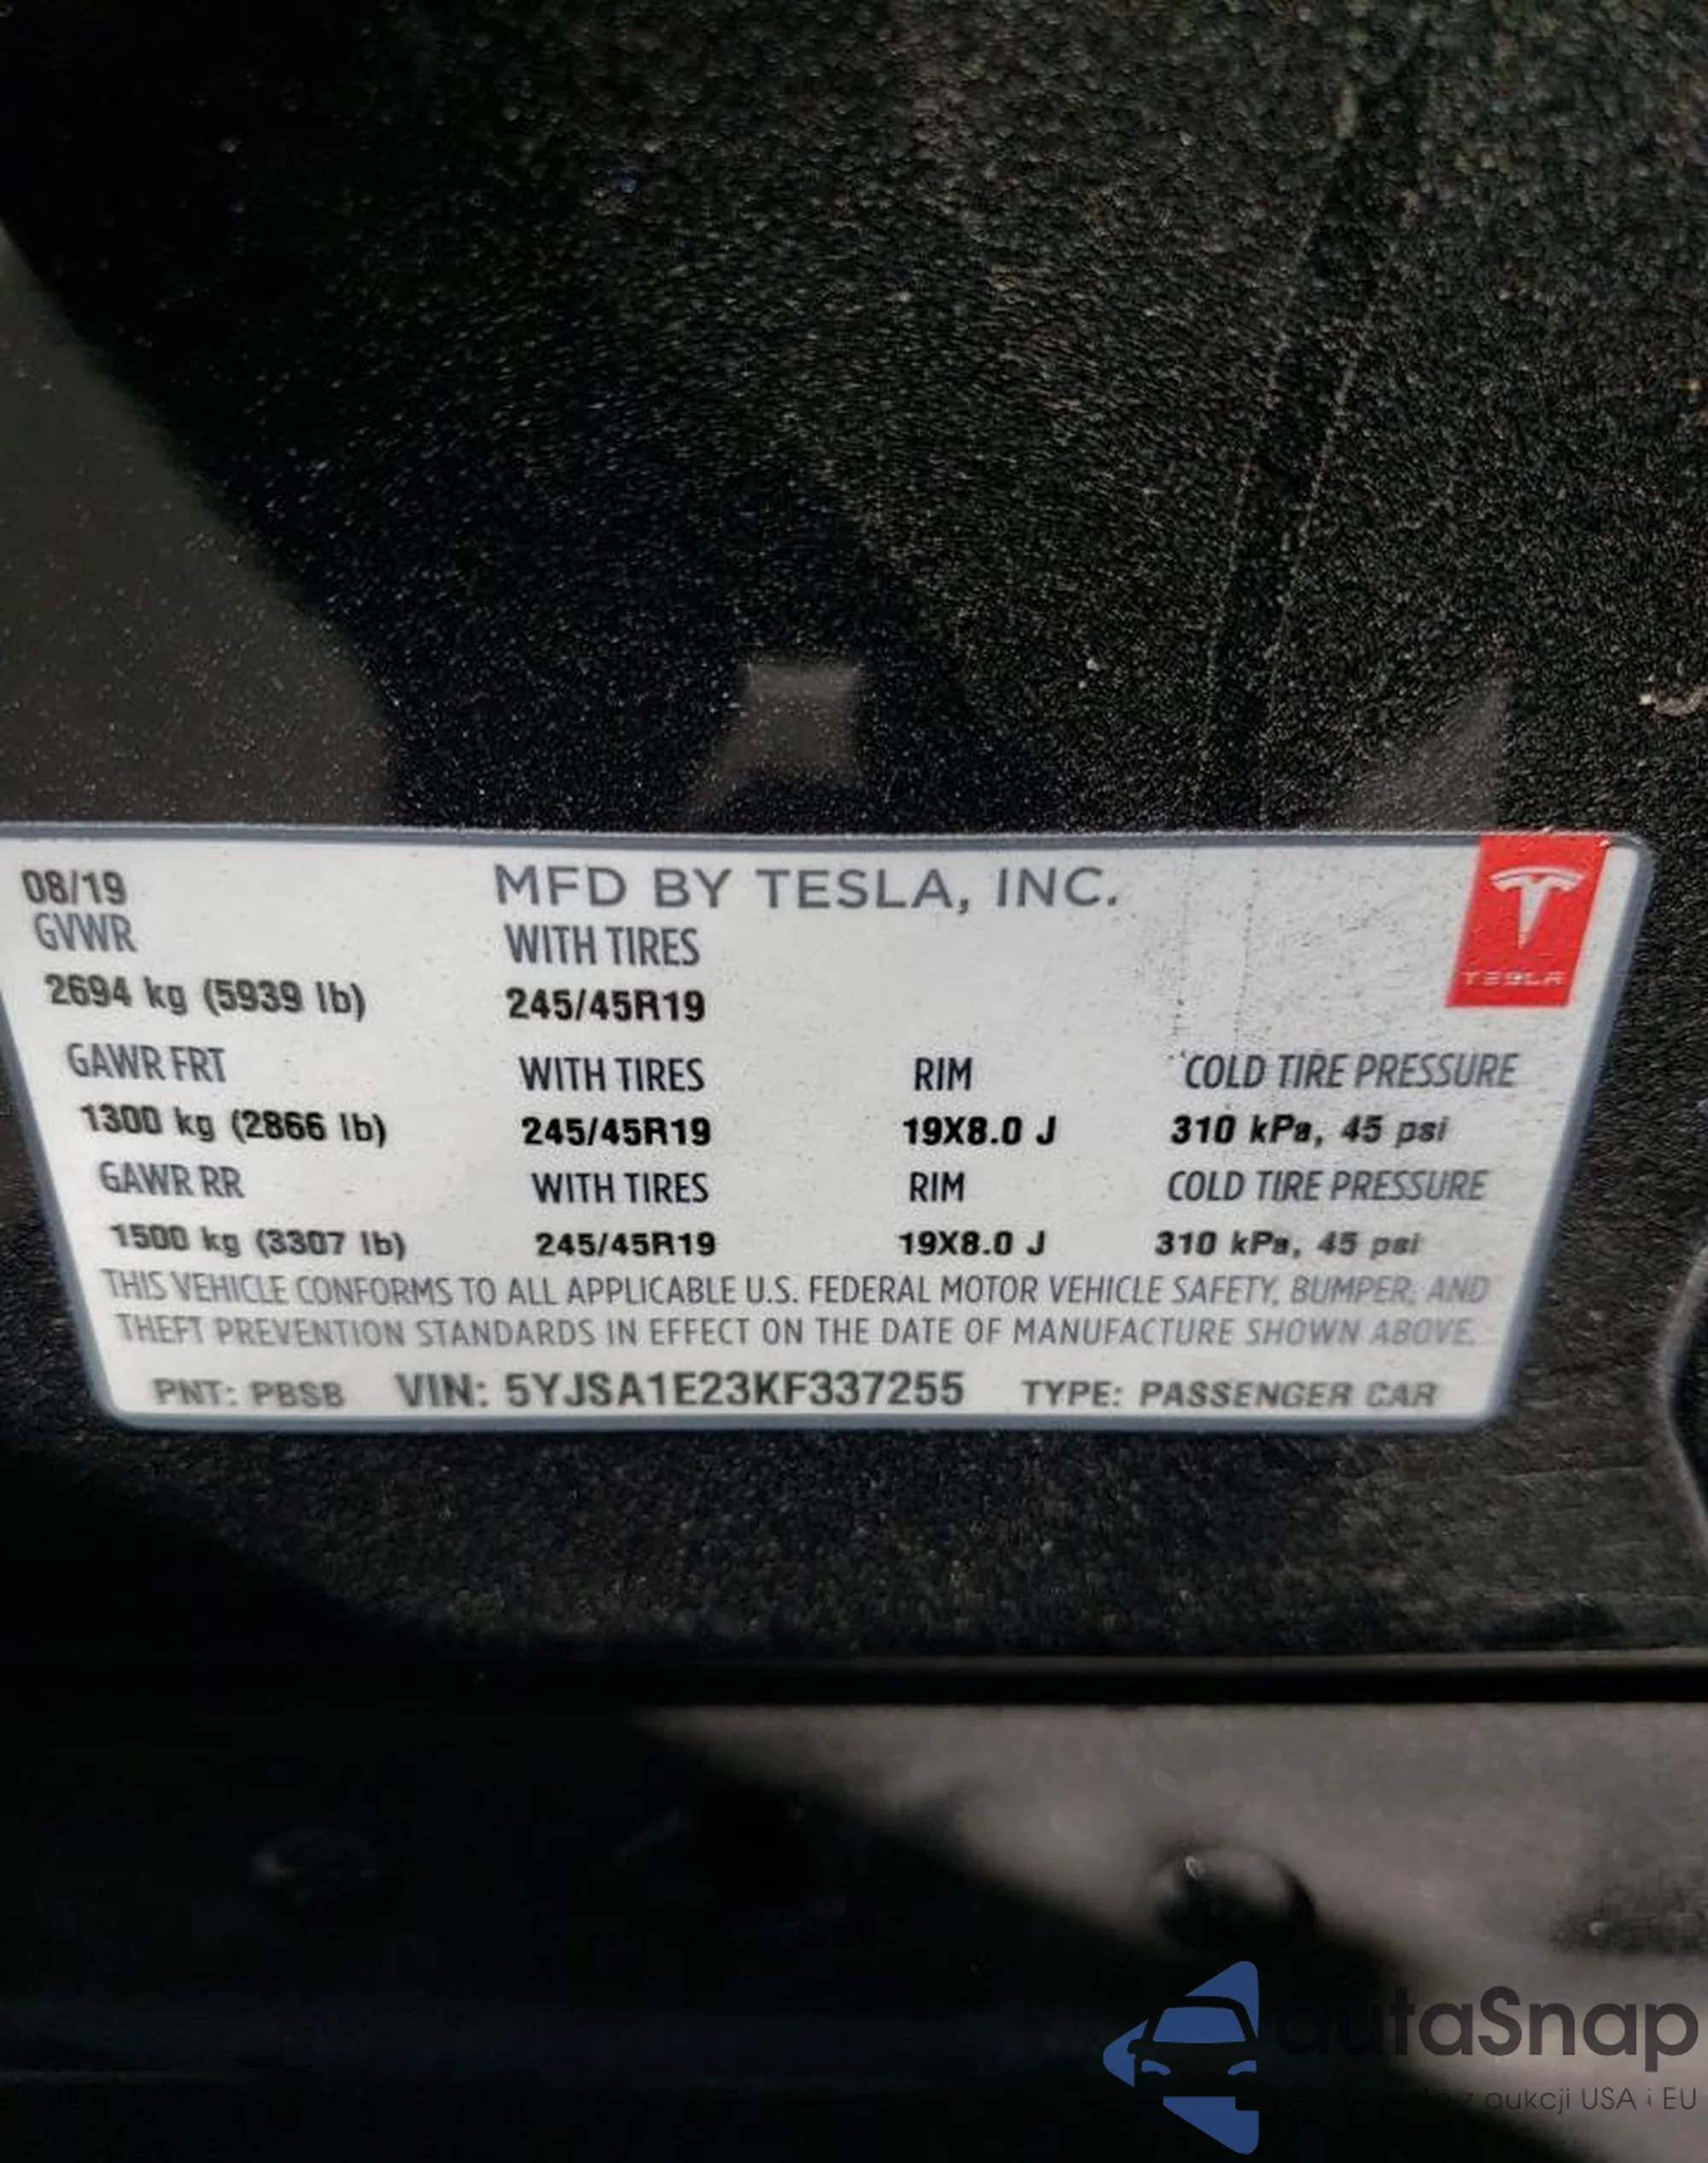 08/19 MFD BY TESLA, INC.
GVWR WITH TIRES
2694 kg (5939 lb) 245/45R19
TESLA
GAWR FRT WITH TIRES RIM COLD TIRE PRESSURE
1300 kg (2866 lb) 245/45R19 19X8.0 J 310 kPa, 45 psi
GAWR RR WITH TIRES RIM COLD TIRE PRESSURE
1500 kg (3307 lb) 245/45R19 19X8.0 J 310 kPa, 45 psi
THIS VEHICLE CONFORMS TO ALL APPLICABLE U.S. FEDERAL MOTOR VEHICLE SAFETY, BUMPER, AND
THEFT PREVENTION STANDARDS IN EFFECT ON THE DATE OF MANUFACTURE SHOWN ABOVE.
PNT: PBSB VIN: 5YJSA1E23KF337255 TYPE: PASSENGER CAR
autaSnap
z aukcji USA i EU